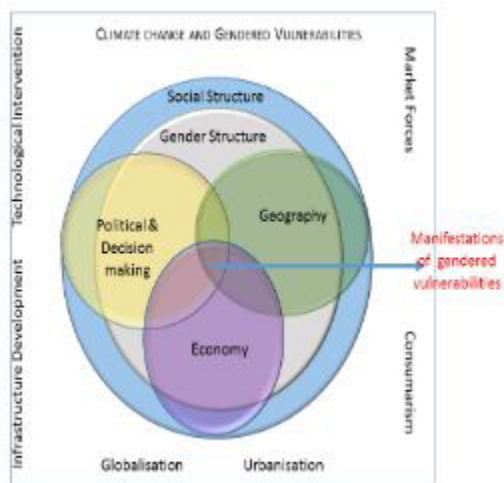 CLIMATE CHANGE AND GENDERED VULNERABILITIES
Technological Intervention
Market Forces
Social Structure
Gender Structure
Political &
Decision
making
Geography
Manifestations
of gendered
vulnerabilities
Economy
Infrastructure Development
Consumarism
Globalisation
Urbanisation